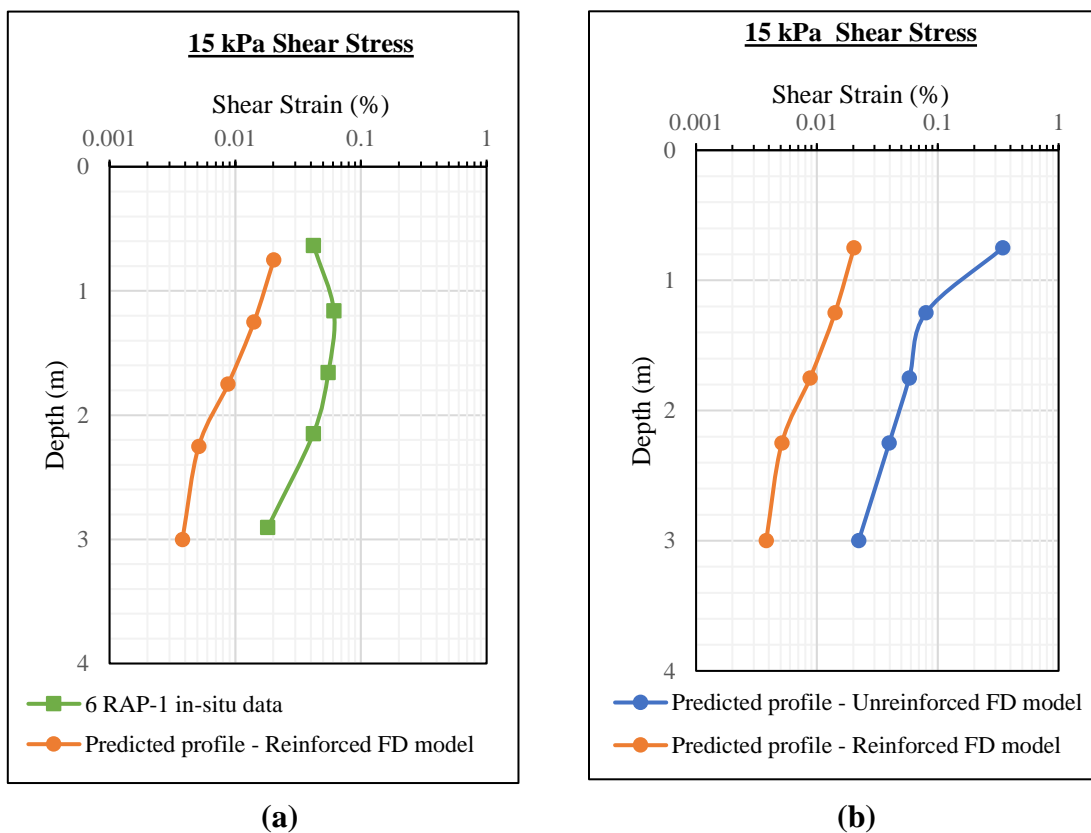 15 kPa Shear Stress
Shear Strain (%)
0.001 0.01 0.1 1
0
1
2
3
4
Depth (m)
6 RAP-1 in-situ data
Predicted profile - Reinforced FD model
(a)
15 kPa Shear Stress
Shear Strain (%)
0.001 0.01 0.1 1
0
1
2
3
4
Depth (m)
Predicted profile - Unreinforced FD model
Predicted profile - Reinforced FD model
(b)